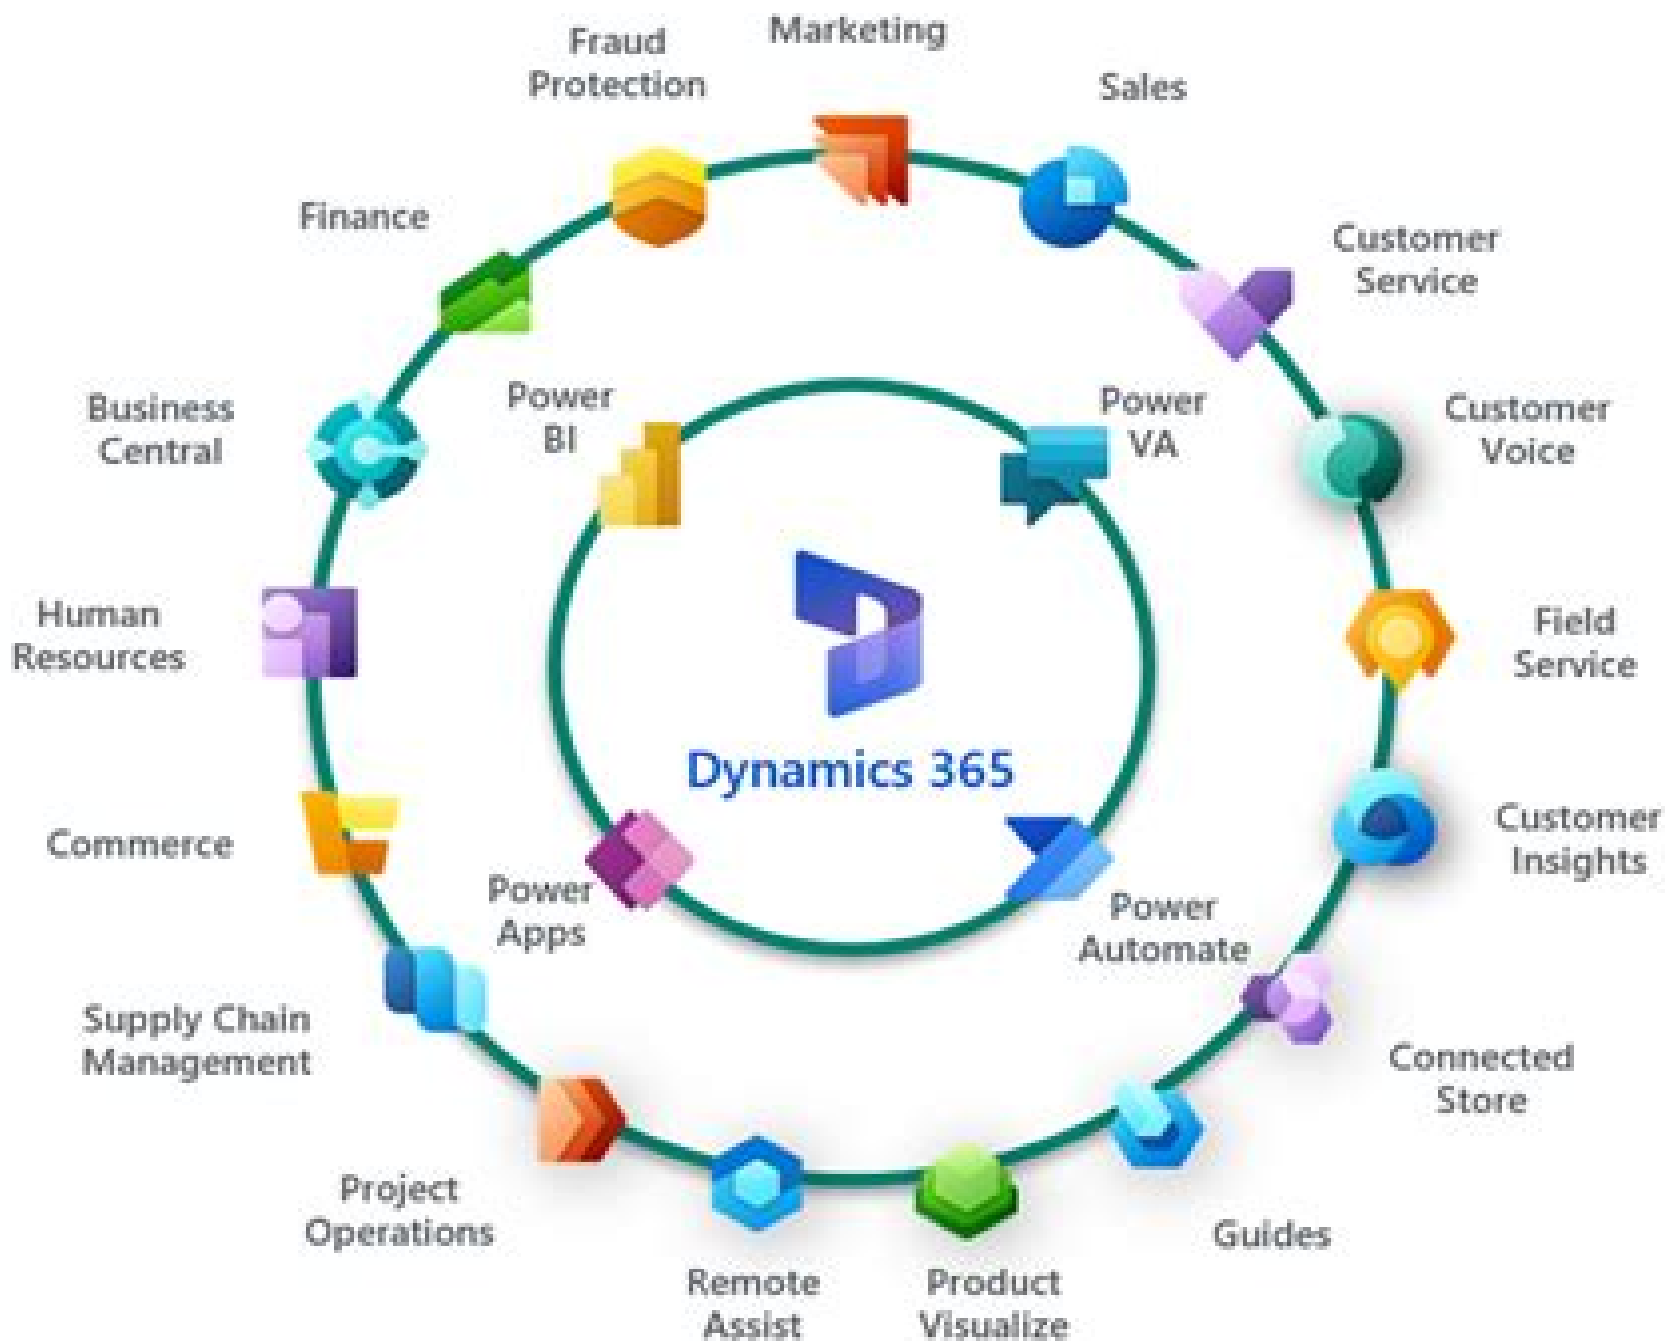 Marketing
Fraud
Protection
Sales
Finance
Customer
Service
Business
Central
Power
BI
Power
VA
Customer
Voice
Human
Resources
Field
Service
Dynamics 365
Commerce
Customer
Insights
Power
Apps
Power
Automate
Supply Chain
Management
Connected
Store
Project
Operations
Guides
Remote
Assist
Product
Visualize